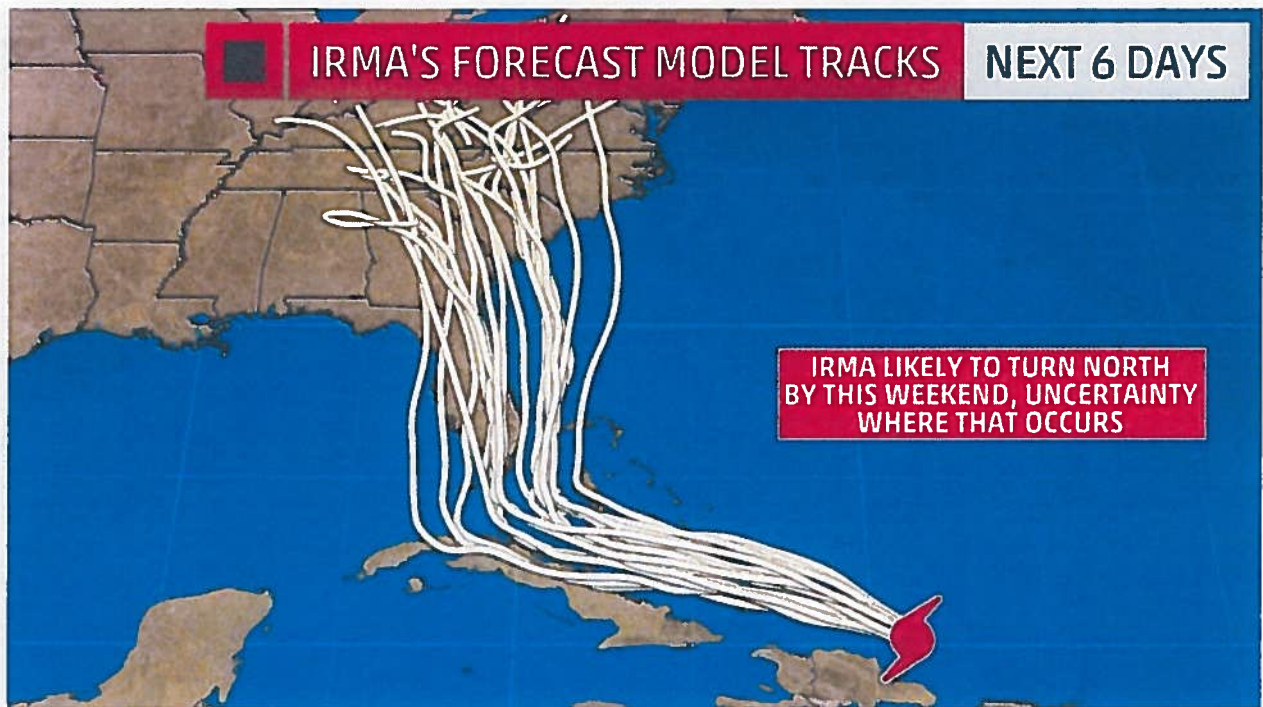 IRMA'S FORECAST MODEL TRACKS
NEXT 6 DAYS
IRMA LIKELY TO TURN NORTH
BY THIS WEEKEND, UNCERTAINTY
WHERE THAT OCCURS